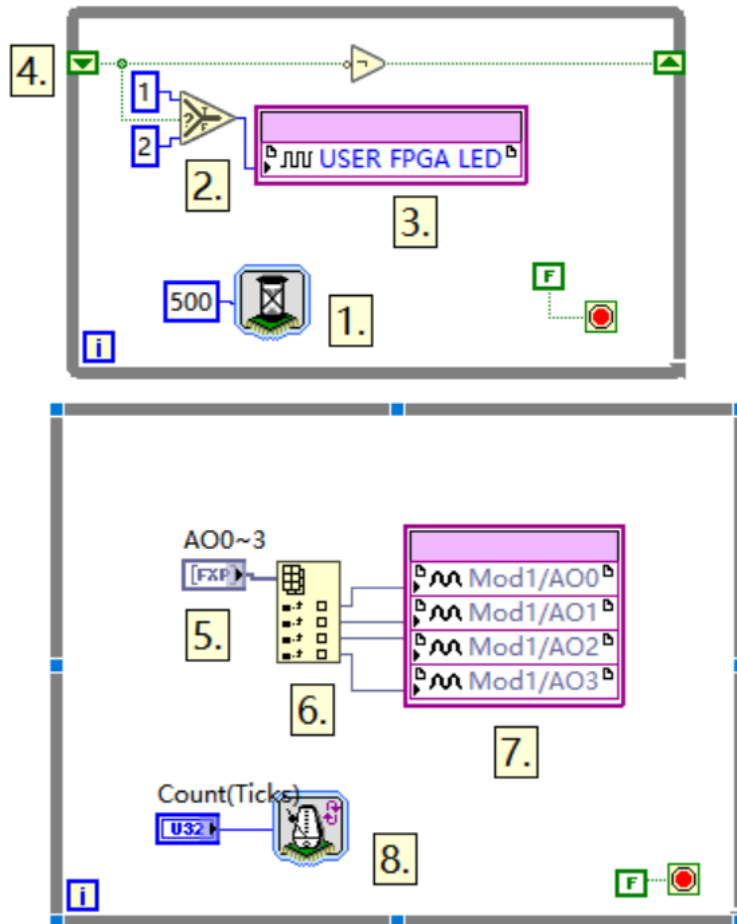 4.
1
2
2.
USER FPGA LED
3.
500
1.
F
i
AO0~3
[FXP]
5.
6.
Mod1/AO0
Mod1/AO1
Mod1/AO2
Mod1/AO3
7.
Count(Ticks)
U32
8.
F
i